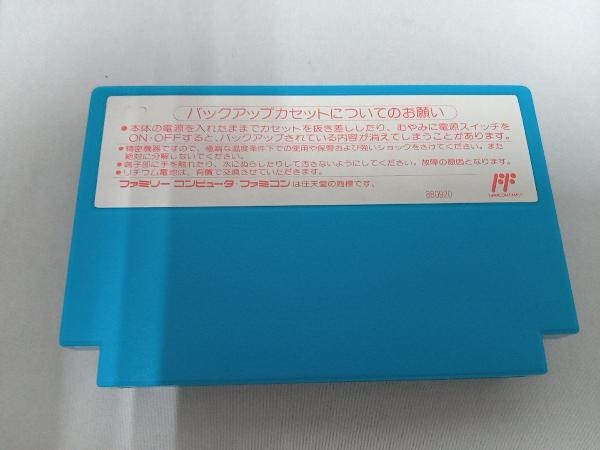 バックアップカセットについてのお願い
●本体の電源を入れたままでカセットを抜き差ししたり、むやみに電源スイッチを
ON・OFFすると、バックアップされている内容が消えてしまうことがあります。
●精密機器ですので、極端な温度条件下での使用や保管および強いショックをさけてください。また
絶対に分解しないでください。
●端子部に手を触れたり、水にぬらしたりして汚さないようにしてください。故障の原因となります。
●リチウム電池は、有償で交換させていただきます。
ファミリー コンピュータ・ファミコンは任天堂の商標です。
880920